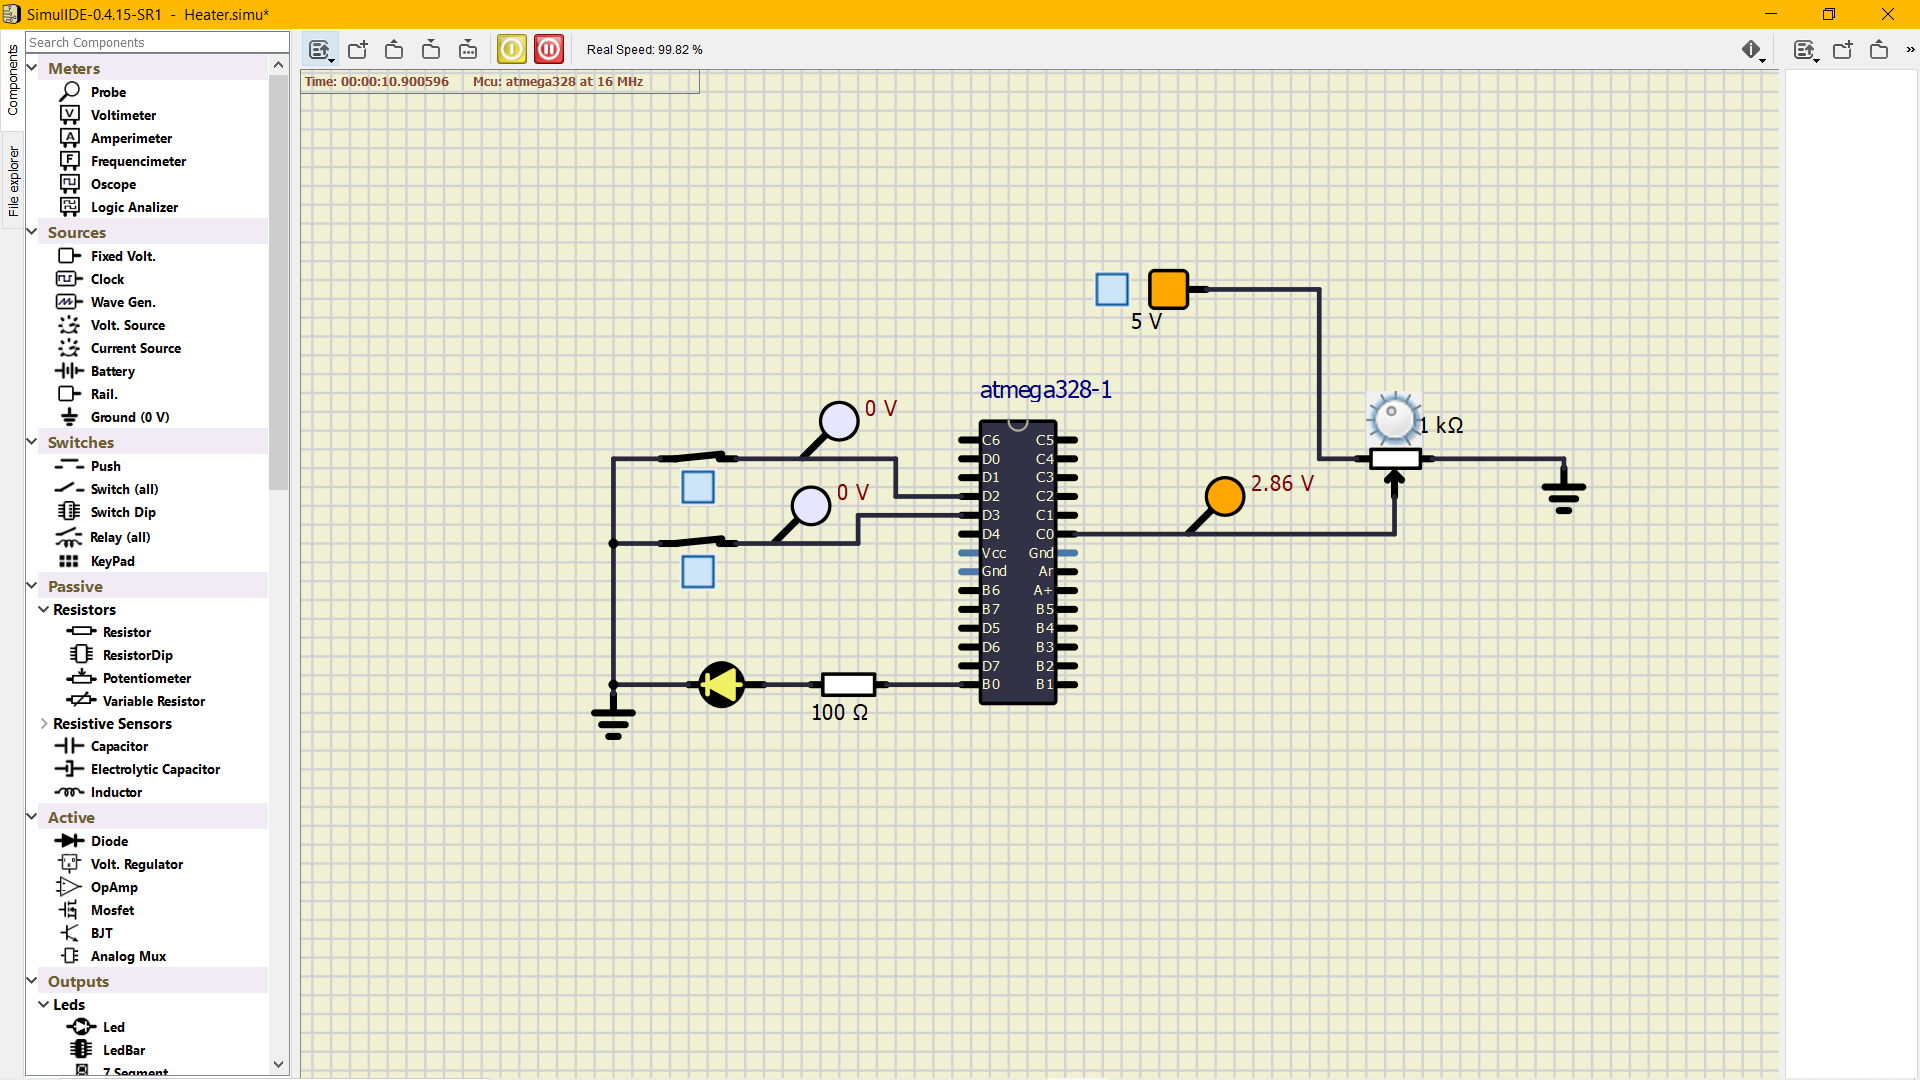 SimulIDE-0.4.15-SR1 - Heater.simu*
Components
File explorer
Search Components
Meters
Probe
Voltimeter
Amperimeter
Frequencimeter
Oscope
Logic Analizer
Sources
Fixed Volt.
Clock
Wave Gen.
Volt. Source
Current Source
Battery
Rail.
Ground (0 V)
Switches
Push
Switch (all)
Switch Dip
Relay (all)
KeyPad
Passive
Resistors
Resistor
ResistorDip
Potentiometer
Variable Resistor
Resistive Sensors
Capacitor
Electrolytic Capacitor
Inductor
Active
Diode
Volt. Regulator
OpAmp
Mosfet
BJT
Analog Mux
Outputs
Leds
Led
LedBar
7 Segment
Real Speed: 99.82 %
»
Time: 00:00:10.900596 Mcu: atmega328 at 16 MHz
5 V
atmega328-1
0 V
1 kΩ
C6 C5
D0 C4
D1 C3
D2 C2
D3 C1
D4 C0
Vcc Gnd
Gnd Ar
B6 A+
B7 B5
D5 B4
D6 B3
D7 B2
B0 B1
2.86 V
0 V
100 Ω